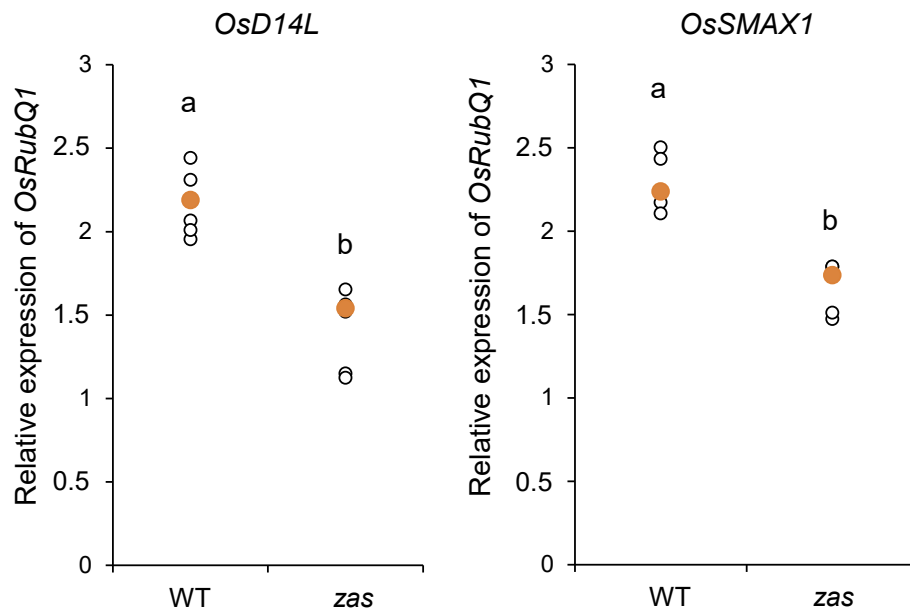 OsD14L
Relative expression of OsRubQ1
3
2.5
2
1.5
1
0.5
0
a
b
WT
zas
OsSMAX1
Relative expression of OsRubQ1
3
2.5
2
1.5
1
0.5
0
a
b
WT
zas